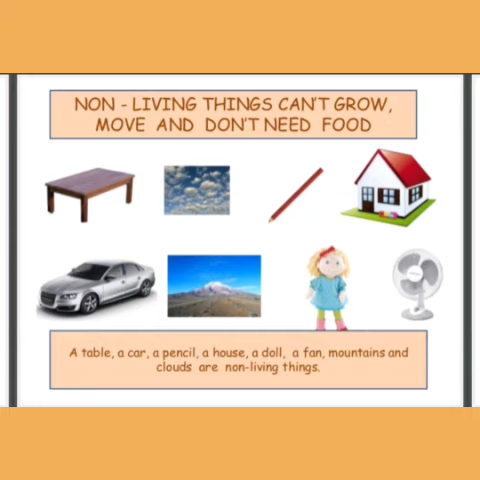 NON - LIVING THINGS CAN'T GROW,
MOVE AND DON'T NEED FOOD
A table, a car, a pencil, a house, a doll, a fan, mountains and
clouds are non-living things.